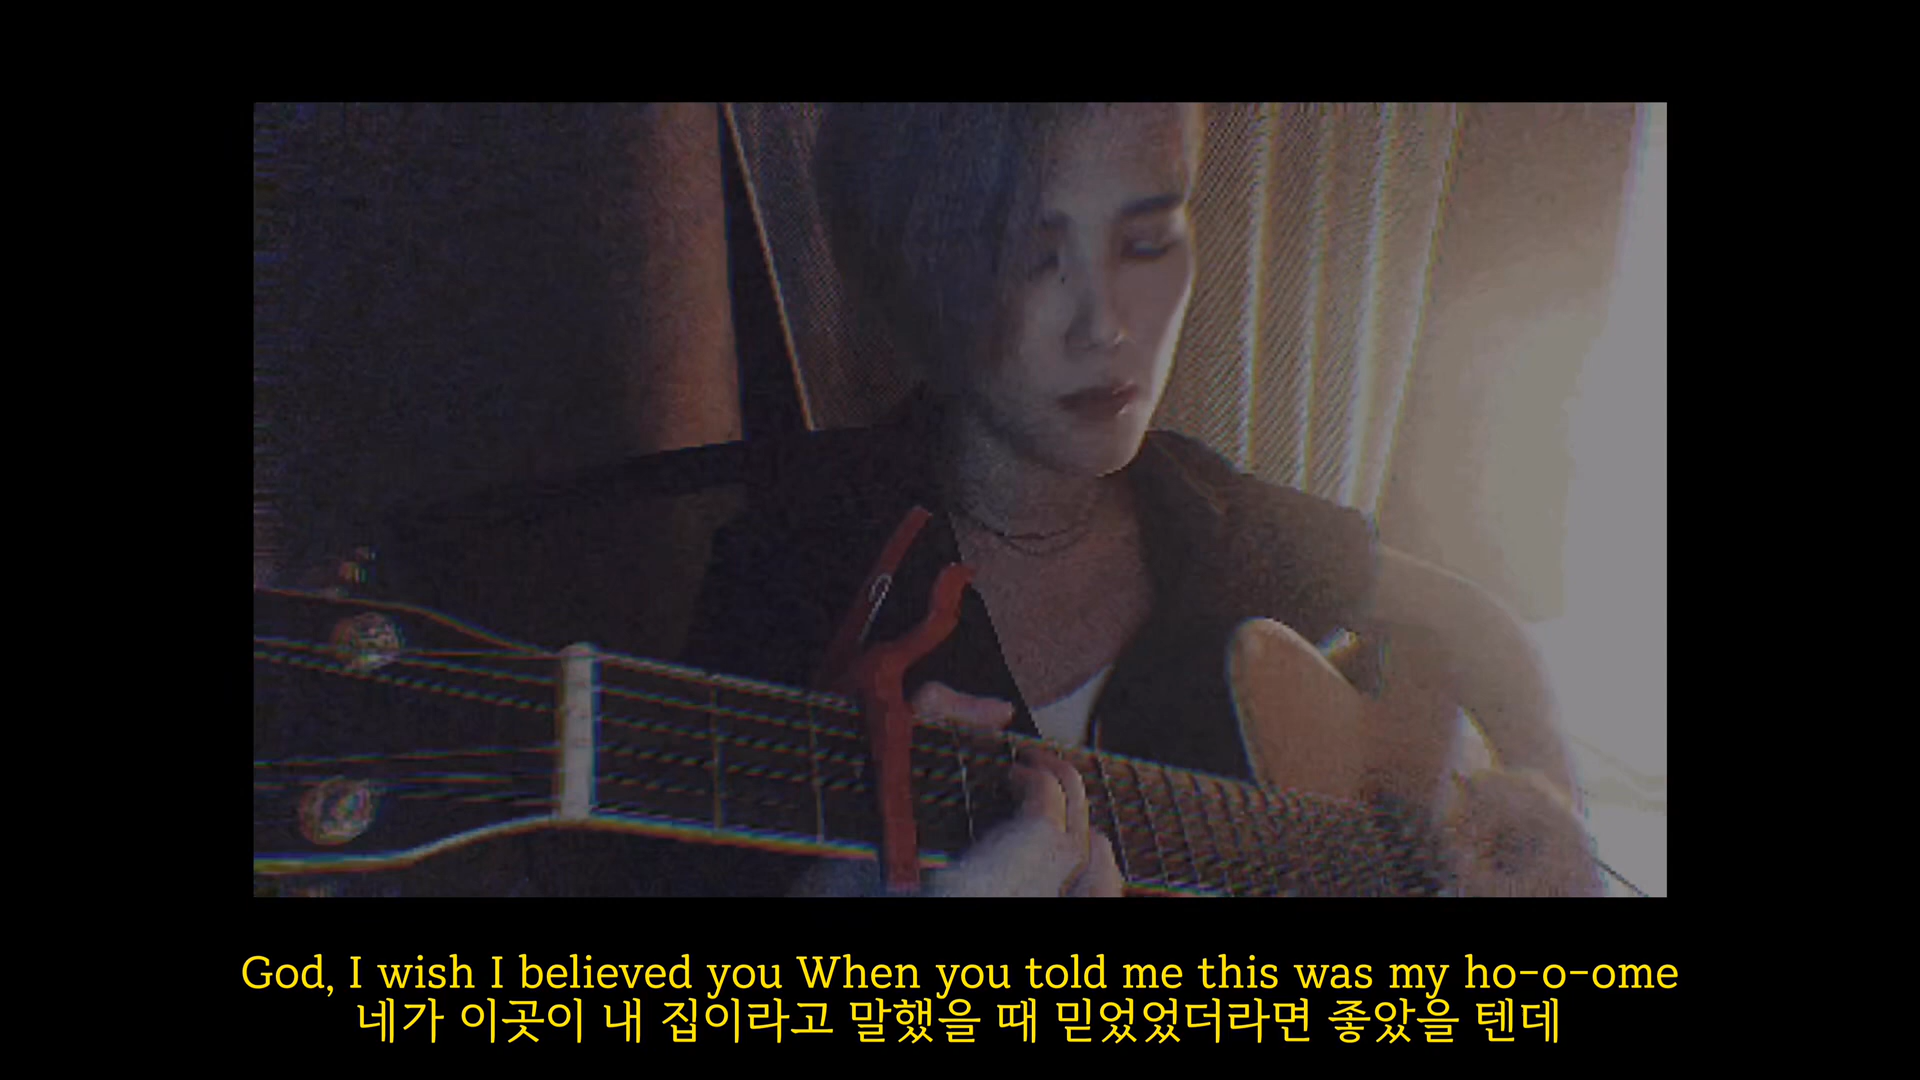 God, I wish I believed you When you told me this was my ho-o-ome
네가 이곳이 내 집이라고 말했을 때 믿었었더라면 좋았을 텐데